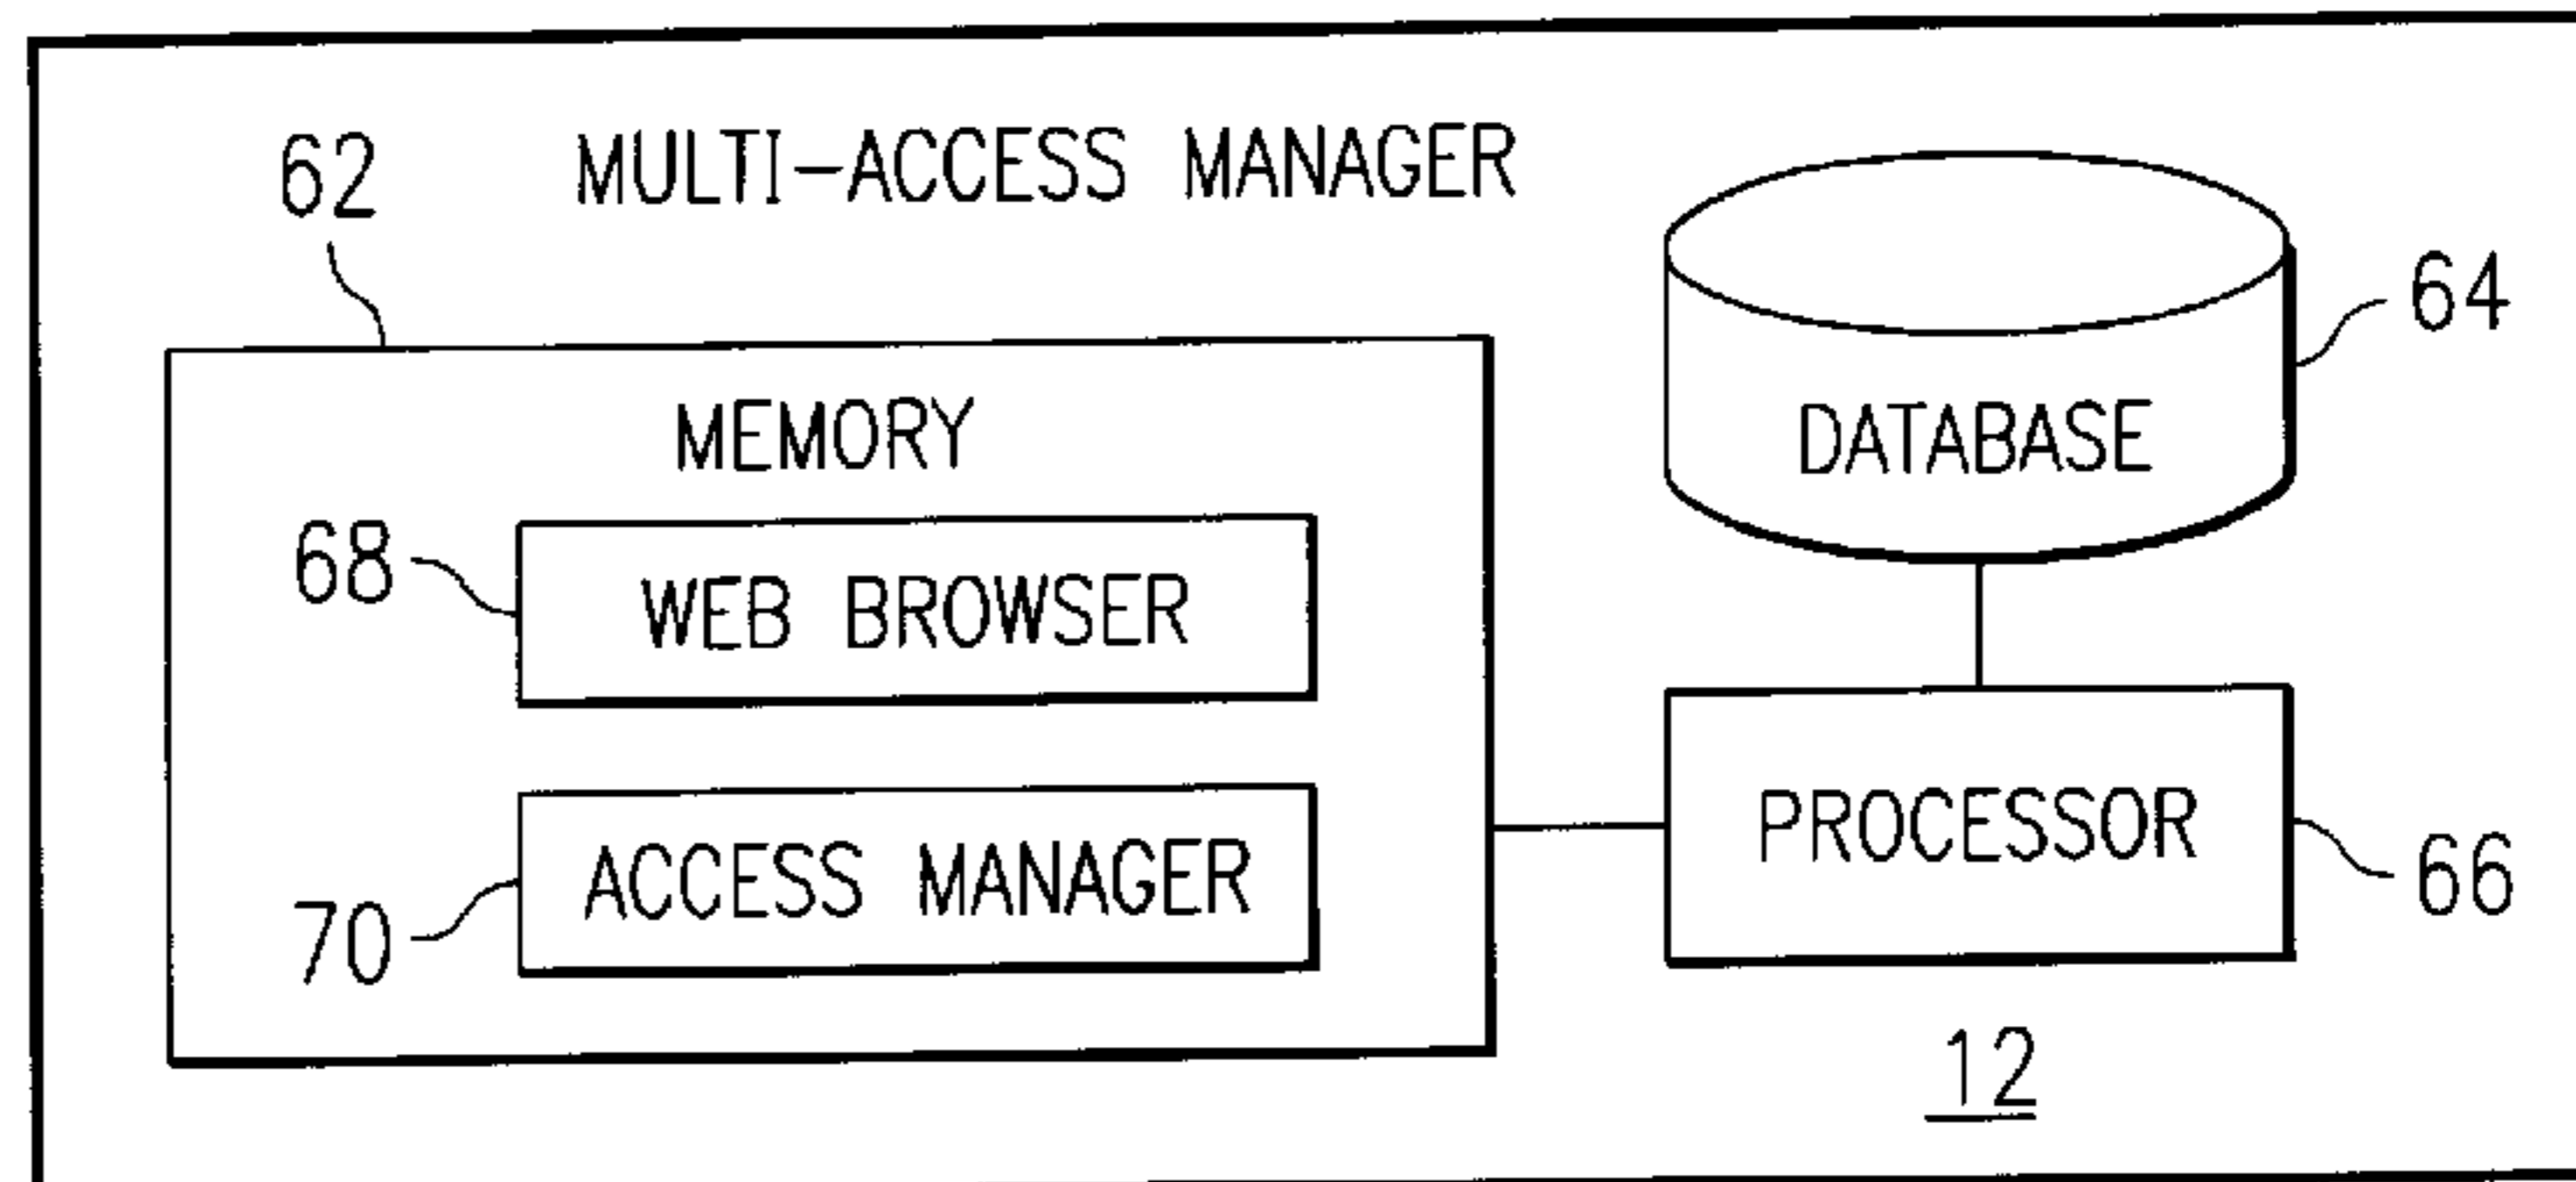 MULTI-ACCESS MANAGER
62
64
MEMORY
DATABASE
68
WEB BROWSER
PROCESSOR
66
70
ACCESS MANAGER
12